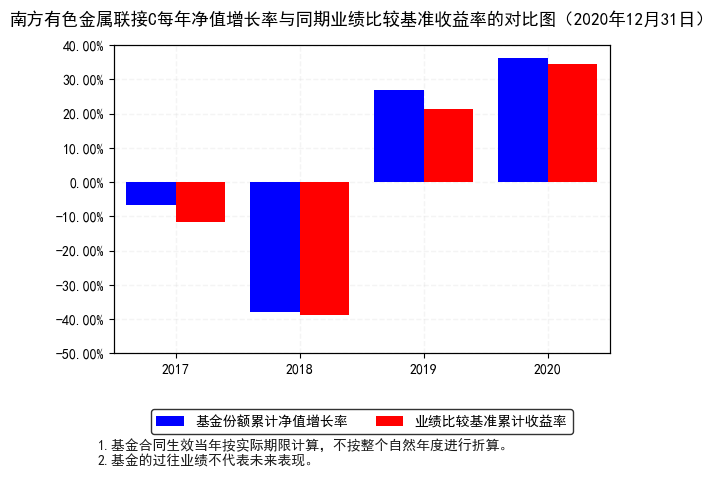 南方有色金属联接C每年净值增长率与同期业绩比较基准收益率的对比图（2020年12月31日）
40.00%
30.00%
20.00%
10.00%
0.00%
-10.00%
-20.00%
-30.00%
-40.00%
-50.00%
2017 2018 2019 2020
基金份额累计净值增长率 业绩比较基准累计收益率
1.基金合同生效当年按实际期限计算，不按整个自然年度进行折算。
2.基金的过往业绩不代表未来表现。